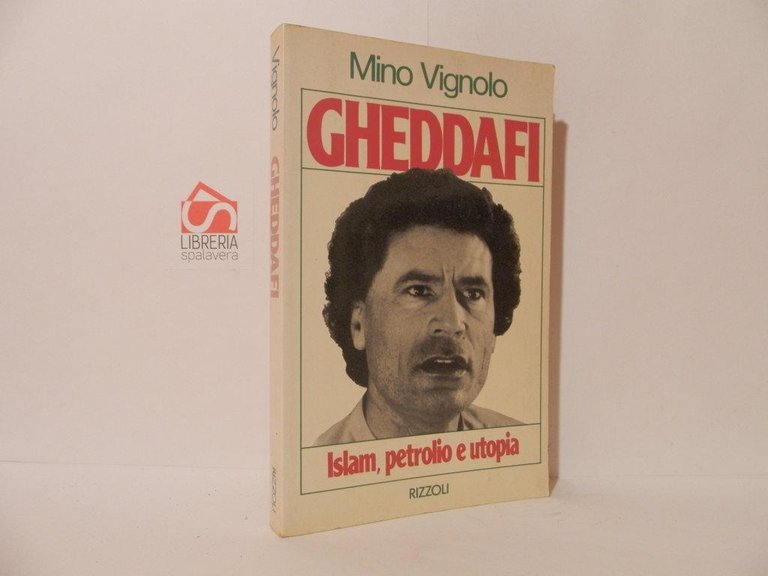 Mino Vignolo
GHEDDAFI
Islam, petrolio e utopia
RIZZOLI
Vignolo
GHEDDAFI
RIZZOLI
LIBRERIA
spalavera